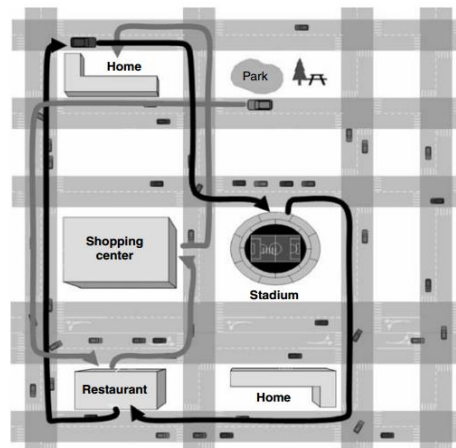 Home
Park
Shopping
center
Stadium
Restaurant
Home